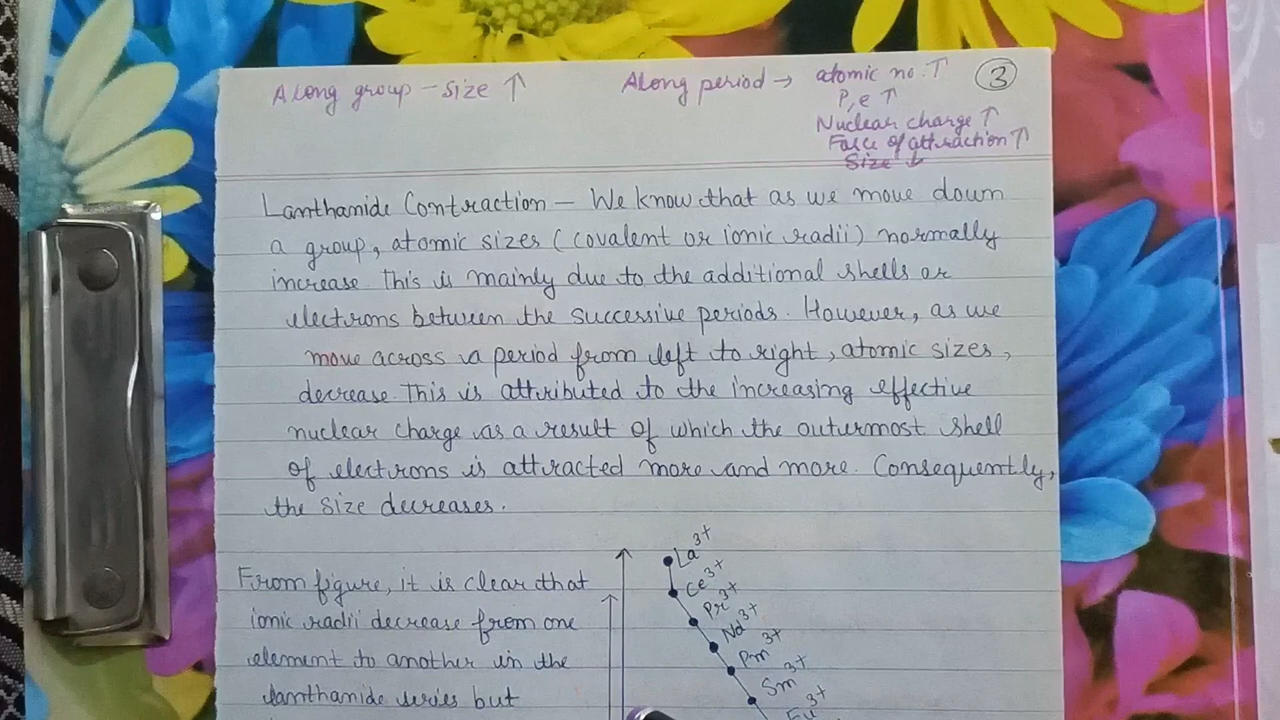 Along group - Size ↑
Along period → atomic no. ↑
3
P, e ↑
Nuclear charge ↑
Force of attraction ↑
Size ↓
Lanthamide Contraction — We know that as we move down
a group, atomic sizes (covalent or ionic radii) normally
increase. This is mainly due to the additional shells or
electrons between the successive periods. However, as we
move across a period from left to right, atomic sizes,
decrease. This is attributed to the increasing effective
nuclear charge as a result of which the outermost shell
of electrons is attracted more and more. Consequently,
the size decreases.
From figure, it is clear that
ionic radii decrease from one
element to another in the
lanthamide series but
La³⁺
Ce³⁺
Pr³⁺
Nd³⁺
Pm³⁺
Sm³⁺
Eu³⁺